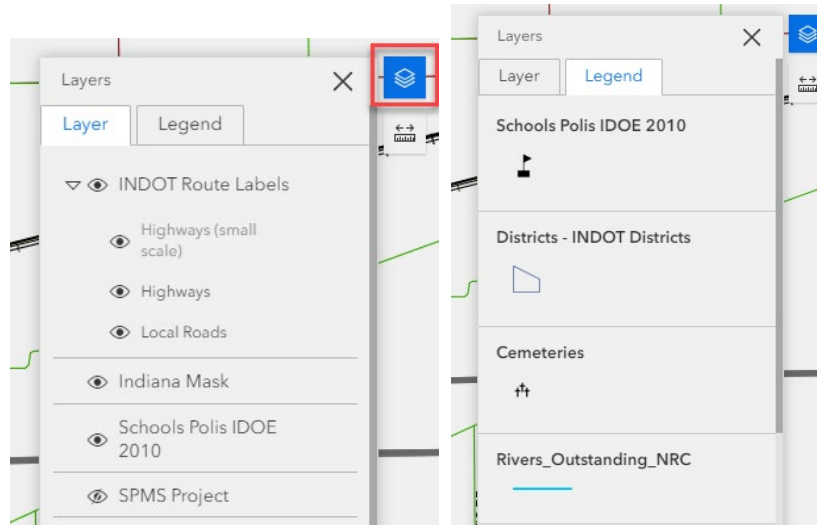 Layers
Layer Legend
INDOT Route Labels
Highways (small
scale)
Highways
Local Roads
Indiana Mask
Schools Polis IDOE
2010
SPMS Project
Layers
Layer Legend
Schools Polis IDOE 2010
Districts - INDOT Districts
Cemeteries
Rivers_Outstanding_NRC